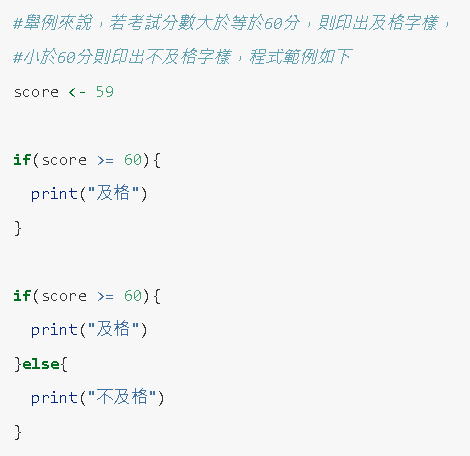 #舉例來說，若考試分數大於等於60分，則印出及格字樣，
#小於60分則印出不及格字樣，程式範例如下
score <- 59
if(score >= 60){
  print("及格")
}
if(score >= 60){
  print("及格")
}else{
  print("不及格")
}